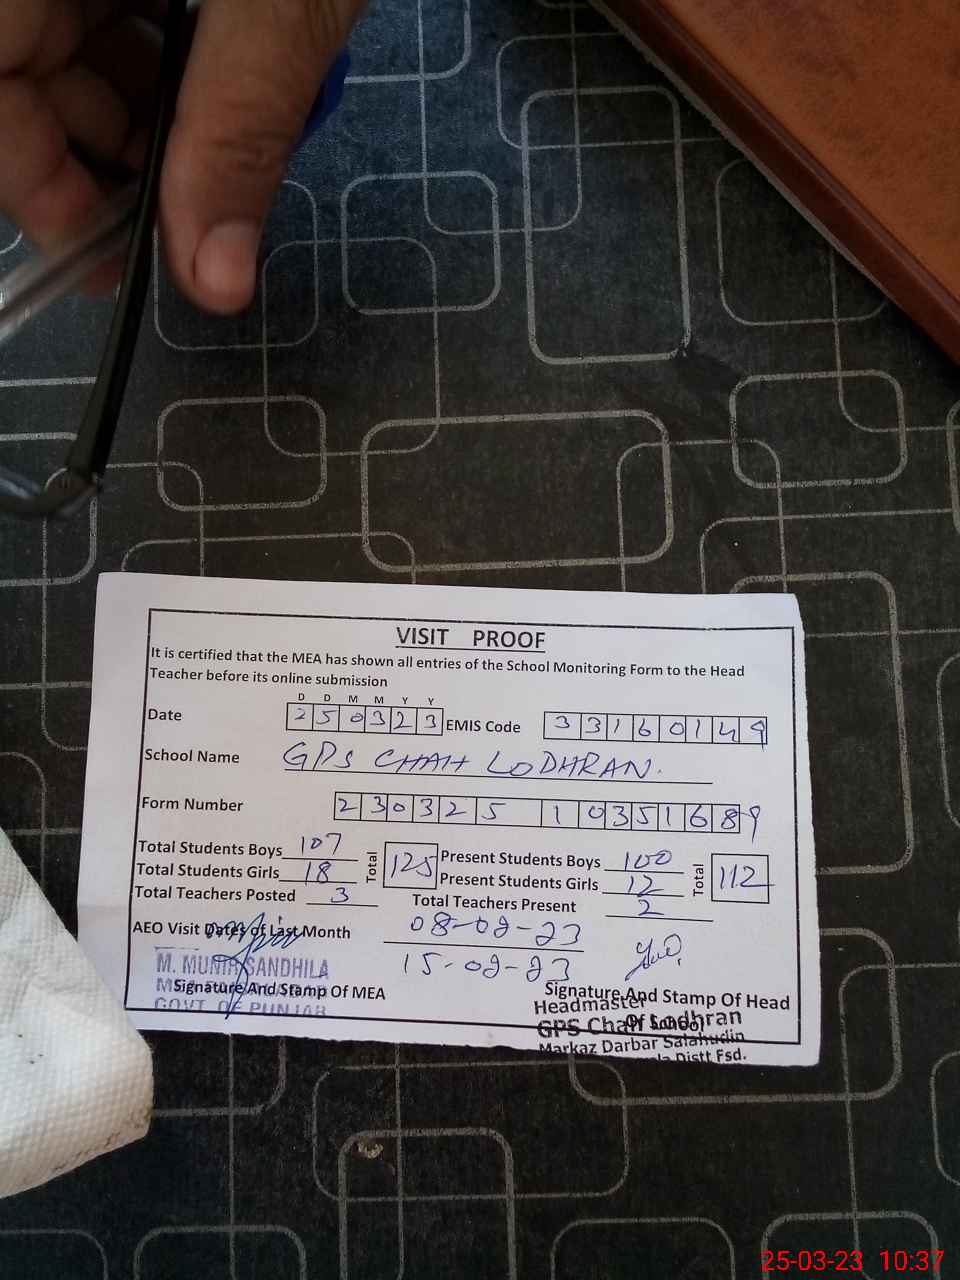 VISIT PROOF
It is certified that the MEA has shown all entries of the School Monitoring Form to the Head
Teacher before its online submission
D D M M Y Y
Date 2 5 0 3 2 3 EMIS Code 3 3 1 6 0 1 4 9
School Name GPS CHAH LODHRAN.
Form Number 2 3 0 3 2 5 1 0 3 5 1 6 8 9
Total Students Boys 107 Total 125 Present Students Boys 100 Total 112
Total Students Girls 18 Present Students Girls 12
Total Teachers Posted 3 Total Teachers Present 2
AEO Visit Dates of Last Month 08-02-23
15-02-23
M. MUNIR SANDHILA
Signature And Stamp Of MEA
GOVT OF PUNJAB
Signature And Stamp Of Head
Of School
Headmaster
GPS Chah Lodhran
Markaz Darbar Salahudin
Distt Fsd.
25-03-23 10:37